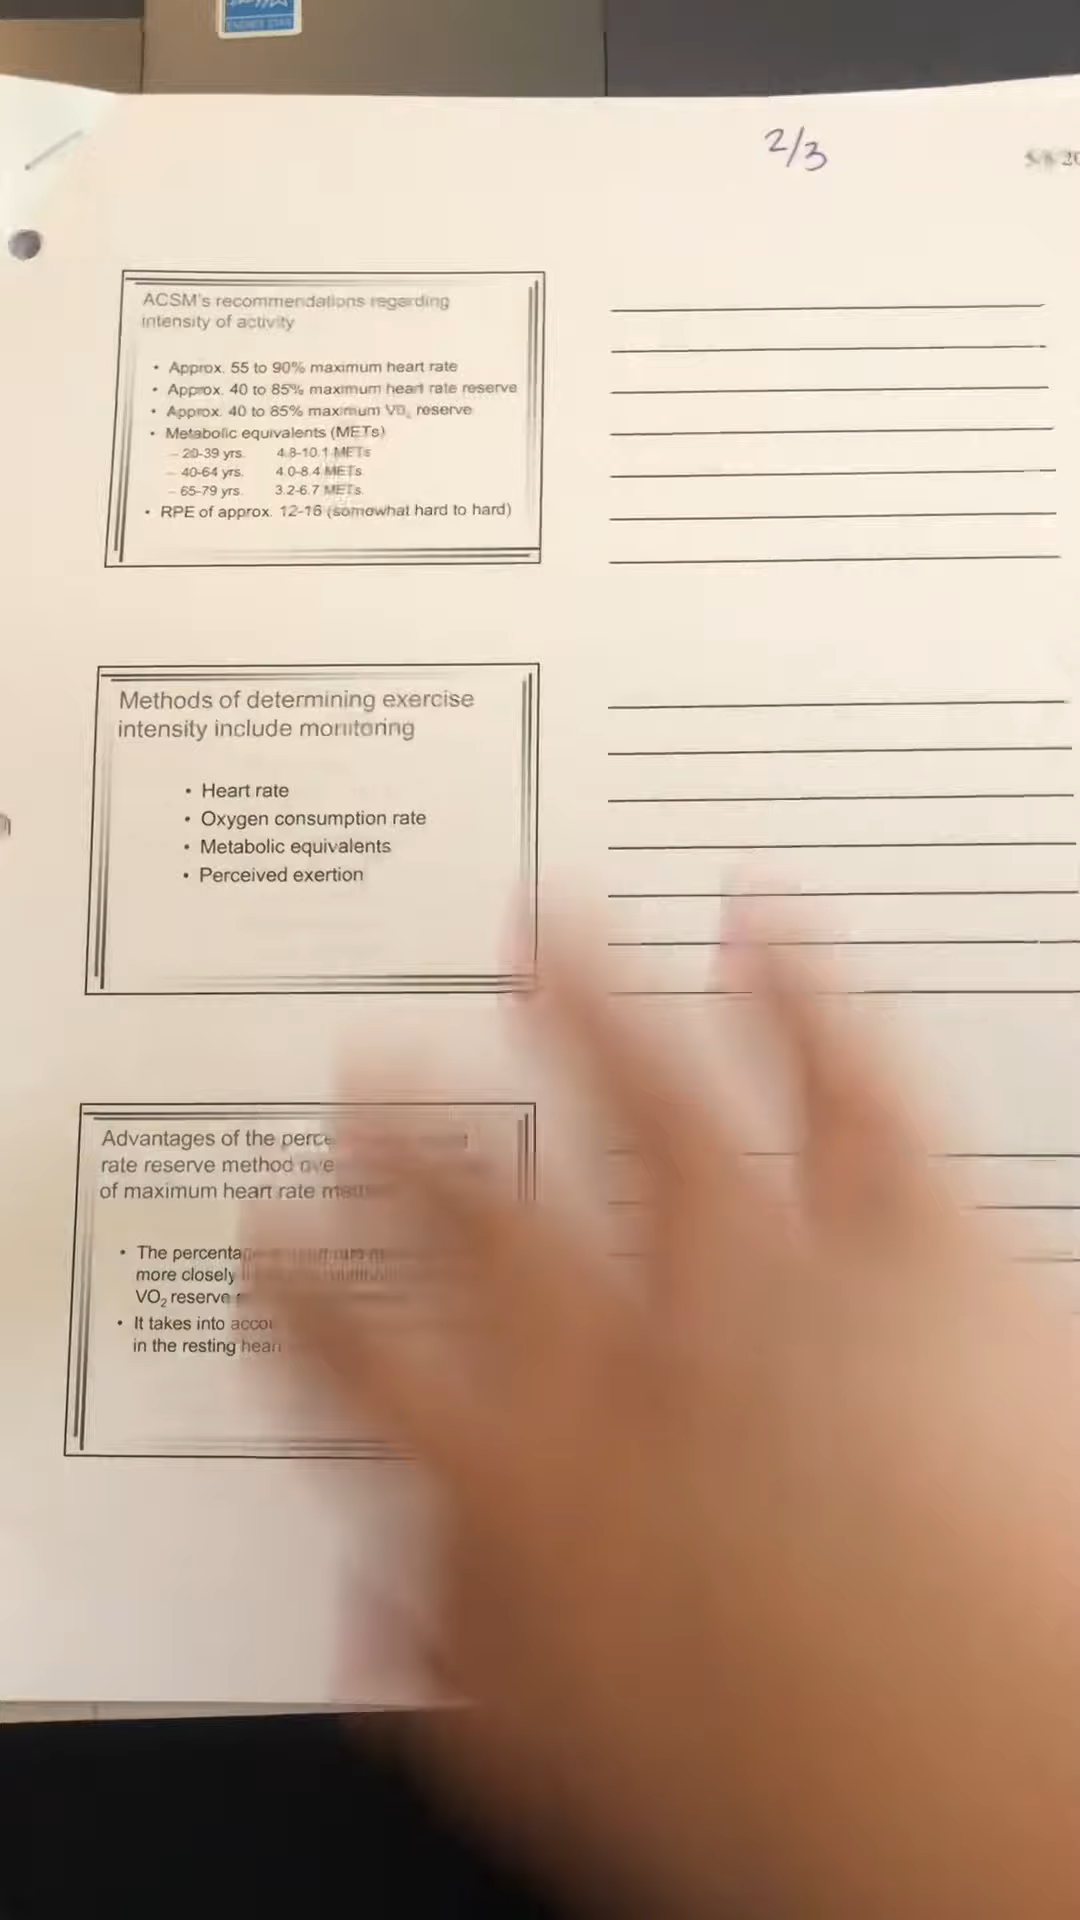 ENERGY STAR
2/3
ACSM's recommendations regarding
intensity of activity
• Approx. 55 to 90% maximum heart rate
• Approx. 40 to 85% maximum heart rate reserve
• Approx. 40 to 85% maximum VO₂ reserve
• Metabolic equivalents (METs)
– 20-39 yrs. 4.8-10.1 METs
– 40-64 yrs. 4.0-8.4 METs
– 65-79 yrs. 3.2-6.7 METs
• RPE of approx. 12-16 (somewhat hard to hard)
Methods of determining exercise
intensity include monitoring
• Heart rate
• Oxygen consumption rate
• Metabolic equivalents
• Perceived exertion
Advantages of the
rate reserve method
of maximum heart rate
• The
more closely
VO₂ reserve
• It takes into
in the resting